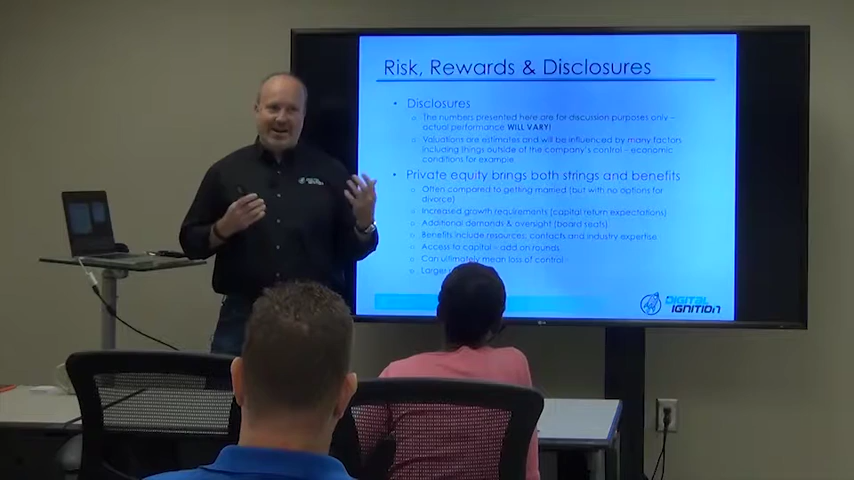 Risk, Rewards & Disclosures
• Disclosures
o The numbers presented here are for discussion purposes only –
actual performance WILL VARY!
o Valuations are estimates and will be influenced by many factors
including things outside of the company's control – economic
conditions for example.
• Private equity brings both strings and benefits
o Often compared to getting married (but with no options for
divorce)
o Increased growth requirements (capital return expectations)
o Additional demands & oversight (board seats)
o Benefits include resources, contacts and industry expertise
o Access to capital – add on rounds
o Can ultimately mean loss of control
o Larger
DIGITAL
IGNITION